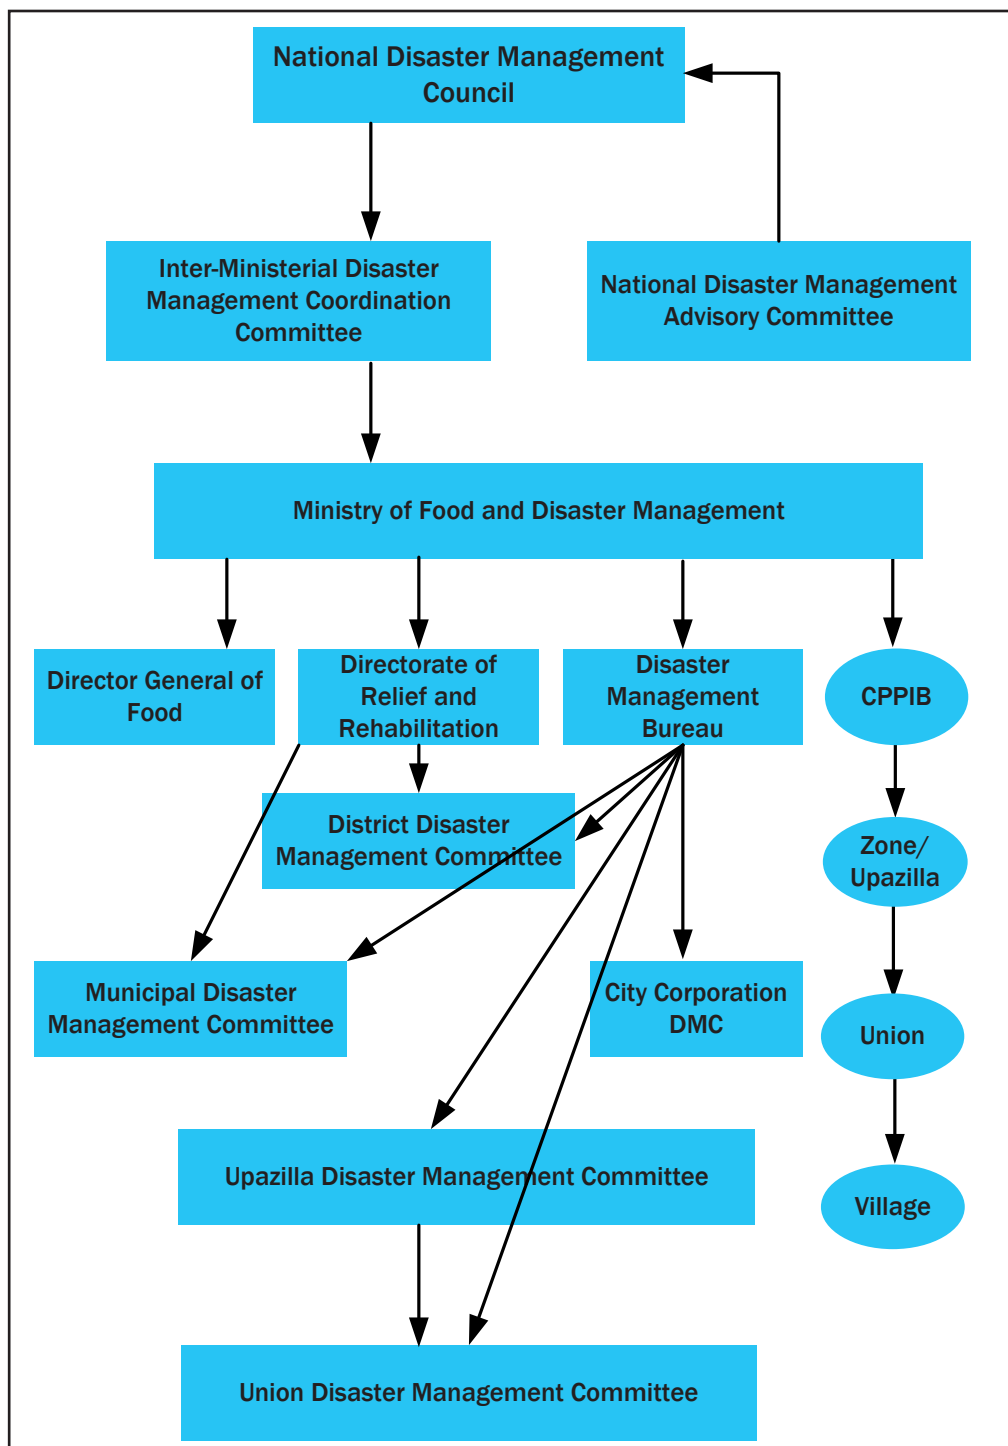 National Disaster Management
Council
Inter-Ministerial Disaster
Management Coordination
Committee
National Disaster Management
Advisory Committee
Ministry of Food and Disaster Management
Director General of
Food
Directorate of
Relief and
Rehabilitation
Disaster
Management
Bureau
CPPIB
District Disaster
Management Committee
Zone/
Upazilla
Municipal Disaster
Management Committee
City Corporation
DMC
Union
Upazilla Disaster Management Committee
Village
Union Disaster Management Committee